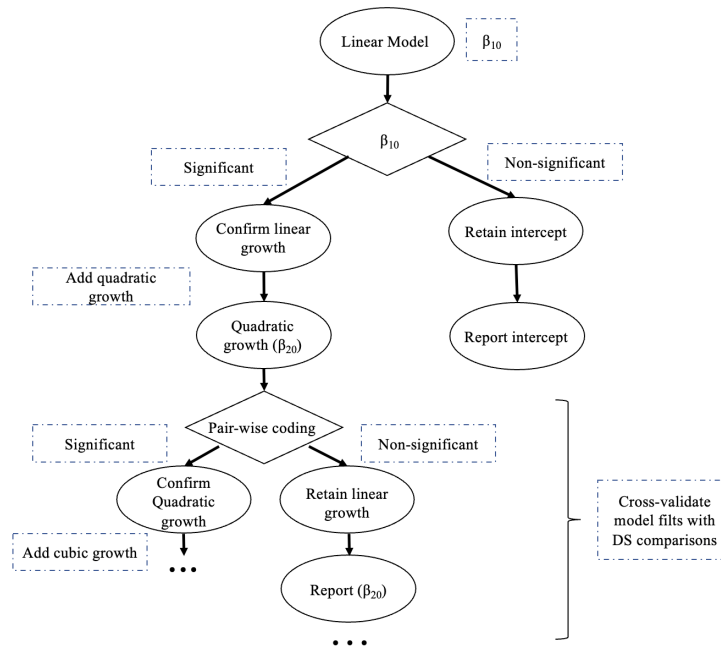 Linear Model
β10
β10
Significant
Non-significant
Confirm linear
growth
Retain intercept
Add quadratic
growth
Quadratic
growth (β20)
Report intercept
Pair-wise coding
Significant
Non-significant
Confirm
Quadratic
growth
Retain linear
growth
Cross-validate
model filts with
DS comparisons
Add cubic growth
• • •
Report (β20)
• • •